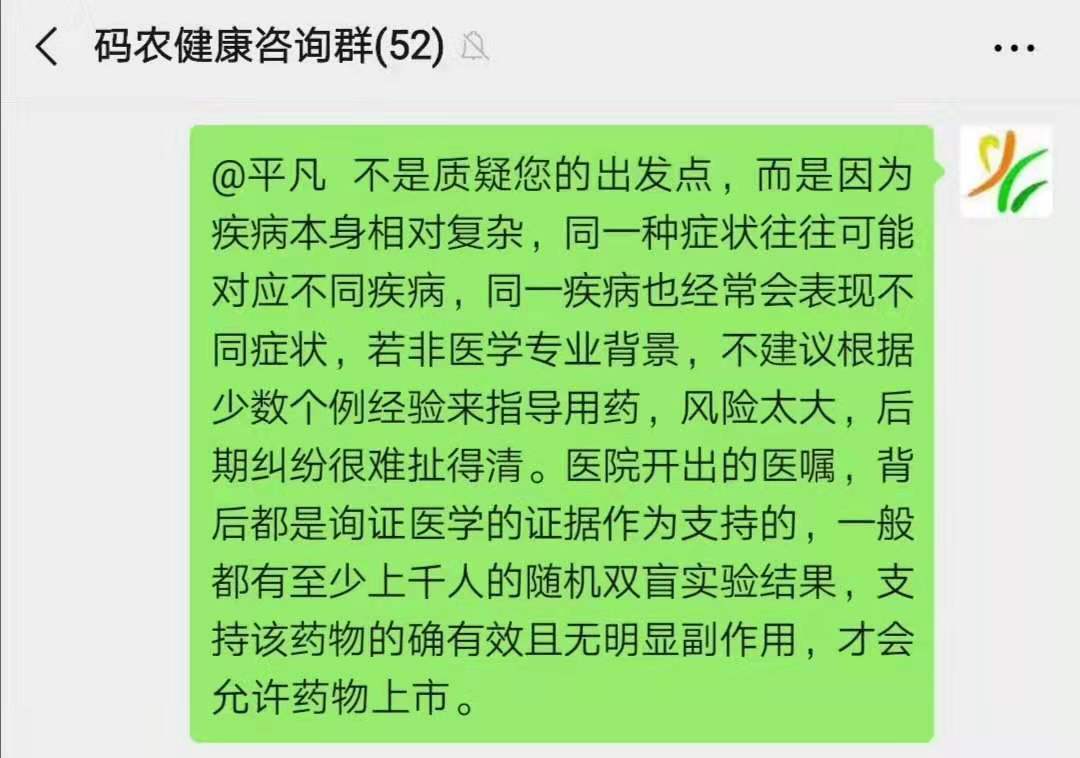 码农健康咨询群(52)
@平凡 不是质疑您的出发点，而是因为
疾病本身相对复杂，同一种症状往往可能
对应不同疾病，同一疾病也经常会表现不
同症状，若非医学专业背景，不建议根据
少数个例经验来指导用药，风险太大，后
期纠纷很难扯得清。医院开出的医嘱，背
后都是询证医学的证据作为支持的，一般
都有至少上千人的随机双盲实验结果，支
持该药物的确有效且无明显副作用，才会
允许药物上市。